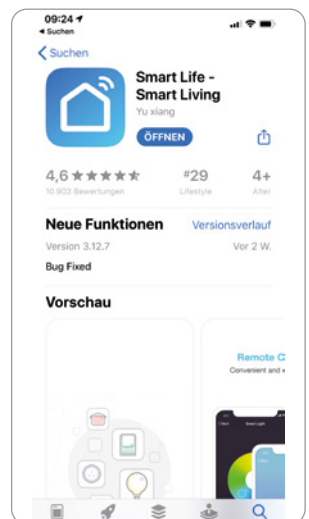 09:24
Suchen
Suchen
Smart Life -
Smart Living
Yu xiang
ÖFFNEN
4,6 #29 4+
10.903 Bewertungen Lifestyle Alter
Neue Funktionen Versionsverlauf
Version 3.12.7 Vor 2 W.
Bug Fixed
Vorschau
Remote C
Convenient and